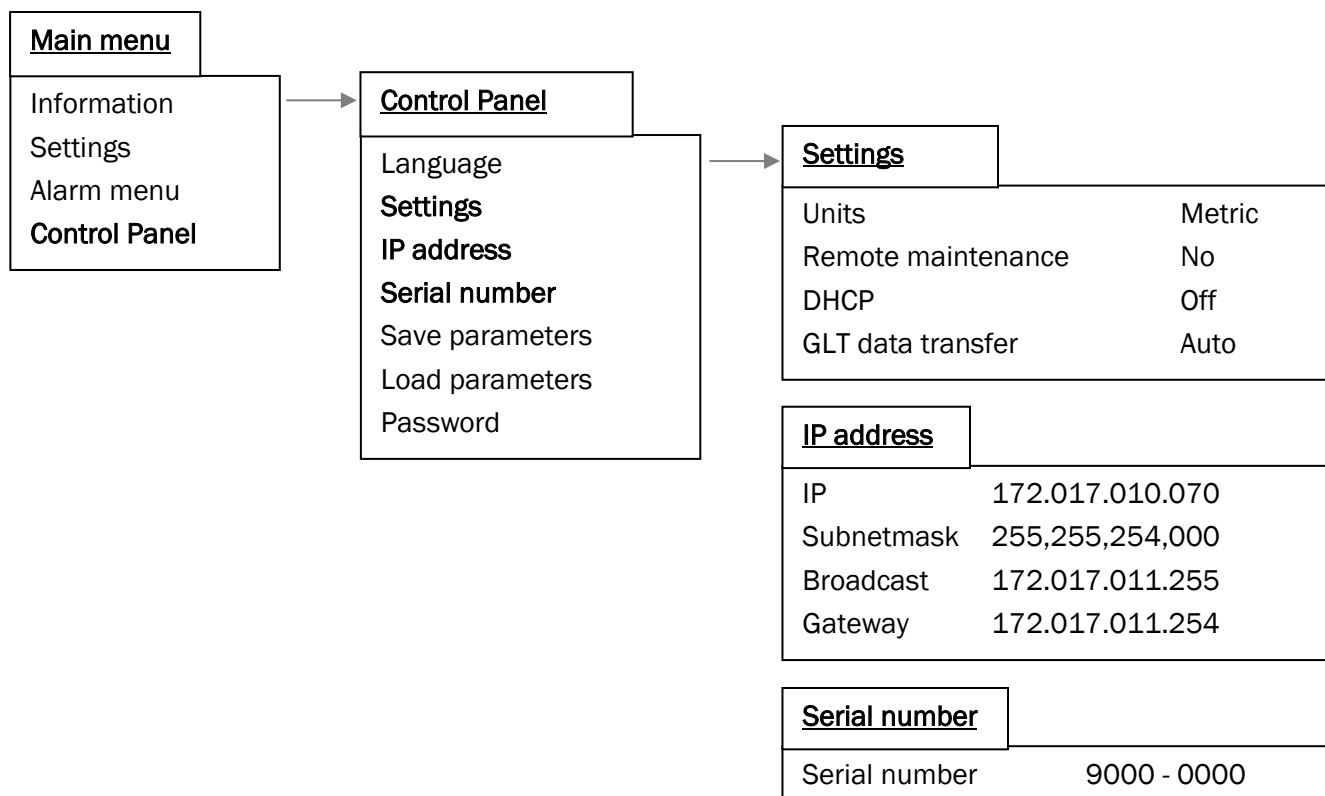 Main menu
Information
Settings
Alarm menu
Control Panel
Control Panel
Language
Settings
IP address
Serial number
Save parameters
Load parameters
Password
Settings
Units Metric
Remote maintenance No
DHCP Off
GLT data transfer Auto
IP address
IP 172.017.010.070
Subnetmask 255,255,254,000
Broadcast 172.017.011.255
Gateway 172.017.011.254
Serial number
Serial number 9000 - 0000